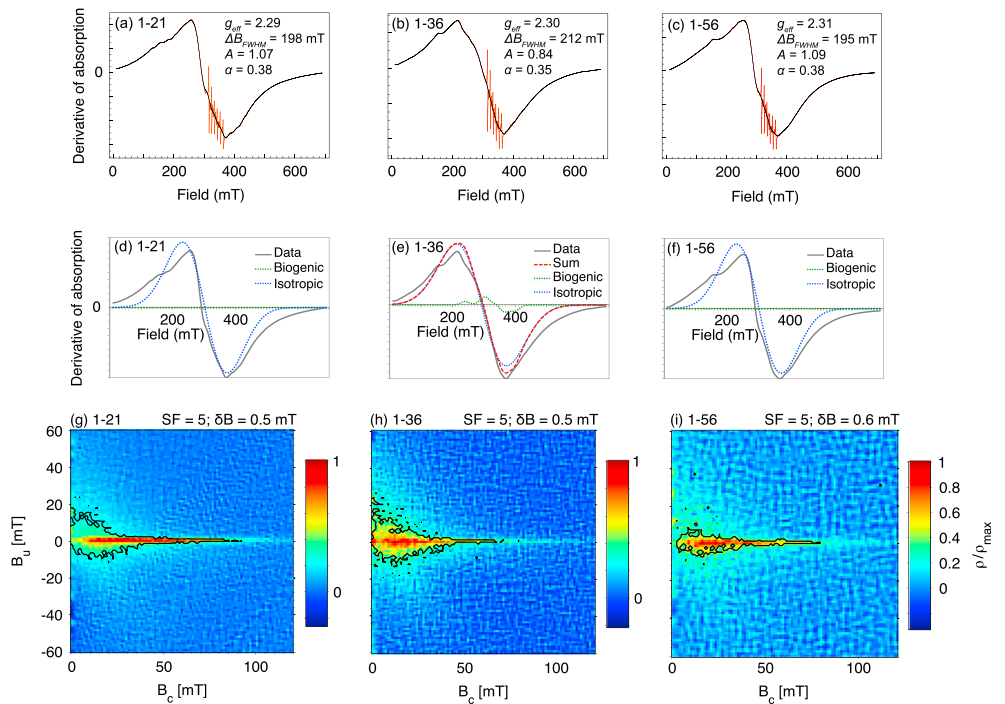 (a) 1-21
g_eff = 2.29
ΔB_FWHM = 198 mT
A = 1.07
α = 0.38
(b) 1-36
g_eff = 2.30
ΔB_FWHM = 212 mT
A = 0.84
α = 0.35
(c) 1-56
g_eff = 2.31
ΔB_FWHM = 195 mT
A = 1.09
α = 0.38
Derivative of absorption
0
0 200 400 600
0 200 400 600
0 200 400 600
Field (mT)
Field (mT)
Field (mT)
(d) 1-21
Data
Biogenic
Isotropic
(e) 1-36
Data
Sum
Biogenic
Isotropic
(f) 1-56
Data
Biogenic
Isotropic
Derivative of absorption
0
200 400
Field (mT)
200 400
Field (mT)
200 400
Field (mT)
(g) 1-21 SF = 5; δB = 0.5 mT
(h) 1-36 SF = 5; δB = 0.5 mT
(i) 1-56 SF = 5; δB = 0.6 mT
B_u [mT]
60
40
20
0
-20
-40
-60
0 50 100
B_c [mT]
1
0
0 50 100
B_c [mT]
1
0
0 50 100
B_c [mT]
1
0.8
0.6
0.4
0.2
0
ρ/ρ_max